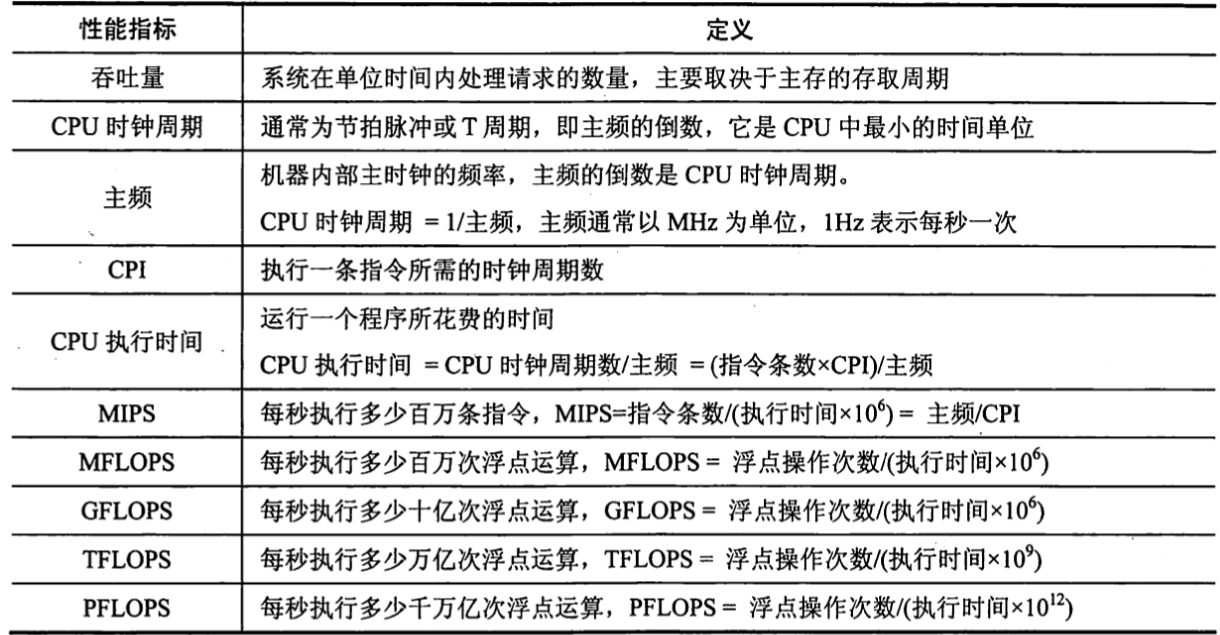 性能指标 定义
吞吐量 系统在单位时间内处理请求的数量，主要取决于主存的存取周期
CPU 时钟周期 通常为节拍脉冲或 T 周期，即主频的倒数，它是 CPU 中最小的时间单位
主频 机器内部主时钟的频率，主频的倒数是 CPU 时钟周期。
CPU 时钟周期 = 1/主频，主频通常以 MHz 为单位，1Hz 表示每秒一次
CPI 执行一条指令所需的时钟周期数
CPU 执行时间 运行一个程序所花费的时间
CPU 执行时间 = CPU 时钟周期数/主频 = (指令条数×CPI)/主频
MIPS 每秒执行多少百万条指令，MIPS=指令条数/(执行时间×10⁶) = 主频/CPI
MFLOPS 每秒执行多少百万次浮点运算，MFLOPS = 浮点操作次数/(执行时间×10⁶)
GFLOPS 每秒执行多少十亿次浮点运算，GFLOPS = 浮点操作次数/(执行时间×10⁶)
TFLOPS 每秒执行多少万亿次浮点运算，TFLOPS = 浮点操作次数/(执行时间×10⁹)
PFLOPS 每秒执行多少千万亿次浮点运算，PFLOPS = 浮点操作次数/(执行时间×10¹²)